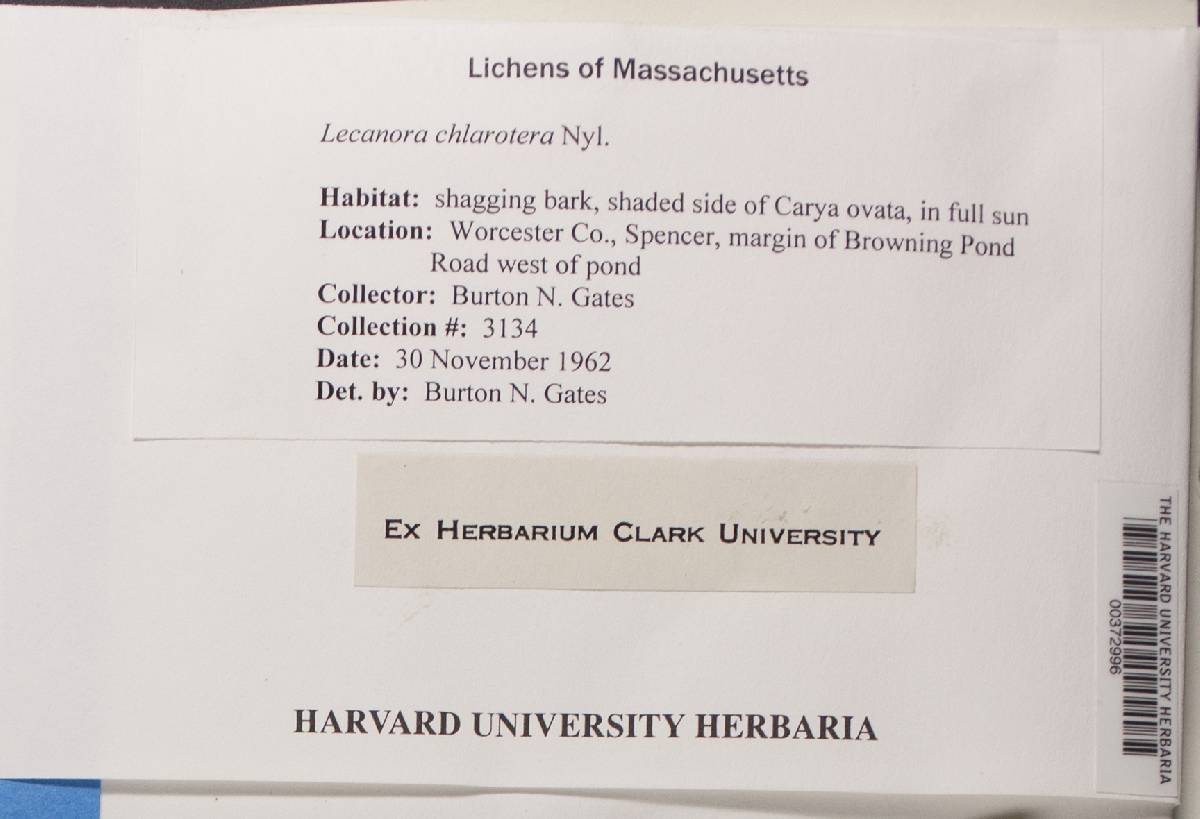 Lichens of Massachusetts
Lecanora chlarotera Nyl.
Habitat: shagging bark, shaded side of Carya ovata, in full sun
Location: Worcester Co., Spencer, margin of Browning Pond
Road west of pond
Collector: Burton N. Gates
Collection #: 3134
Date: 30 November 1962
Det. by: Burton N. Gates
EX HERBARIUM CLARK UNIVERSITY
HARVARD UNIVERSITY HERBARIA
THE HARVARD UNIVERSITY HERBARIA
00372996